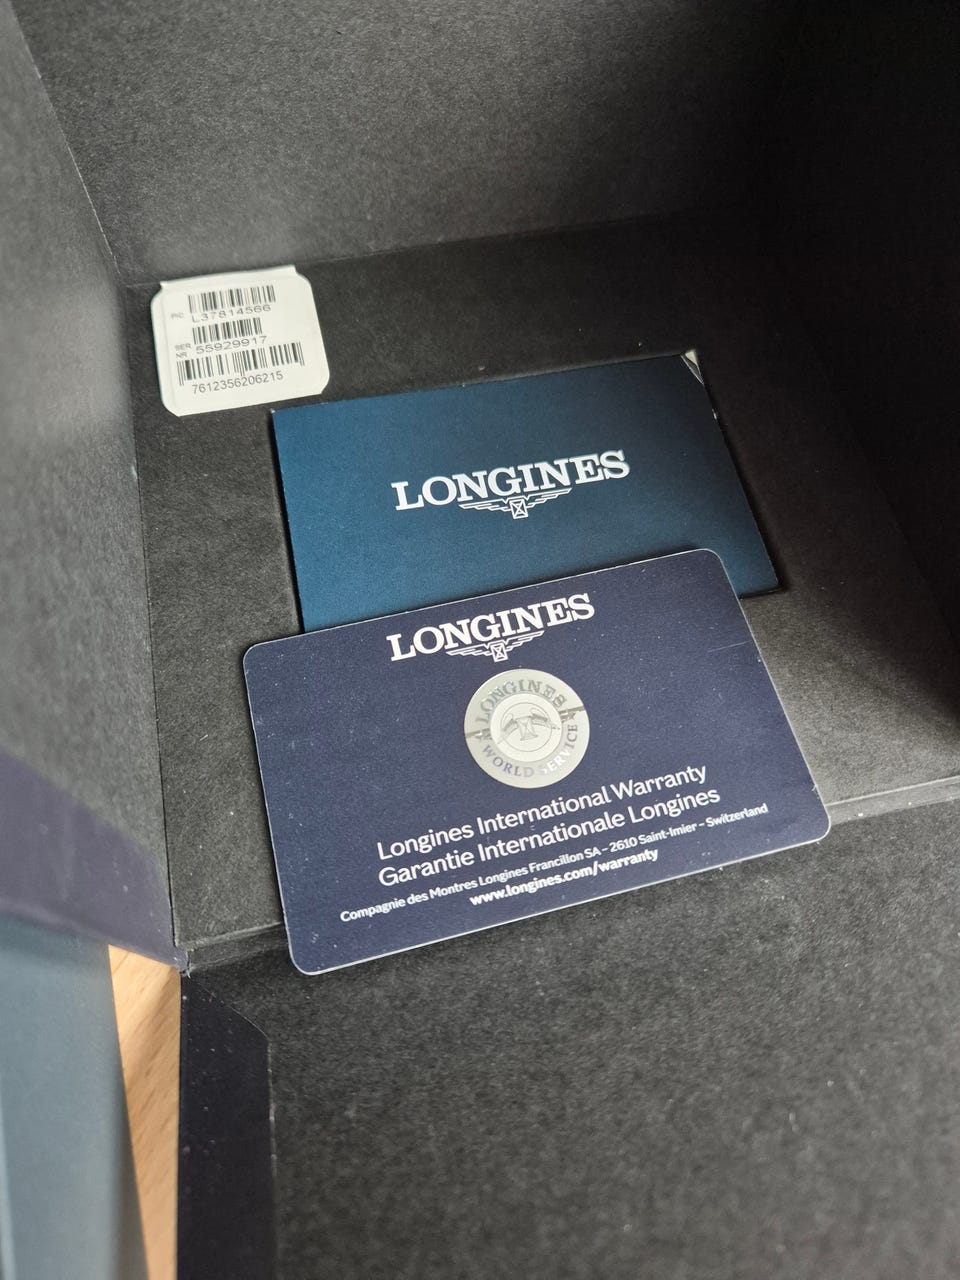 PIC L37814566
SER NR 55929917
7612356206215
LONGINES
LONGINES
LONGINES
WORLD SERVICE
Longines International Warranty
Garantie Internationale Longines
Compagnie des Montres Longines Francillon SA – 2610 Saint-Imier – Switzerland
www.longines.com/warranty